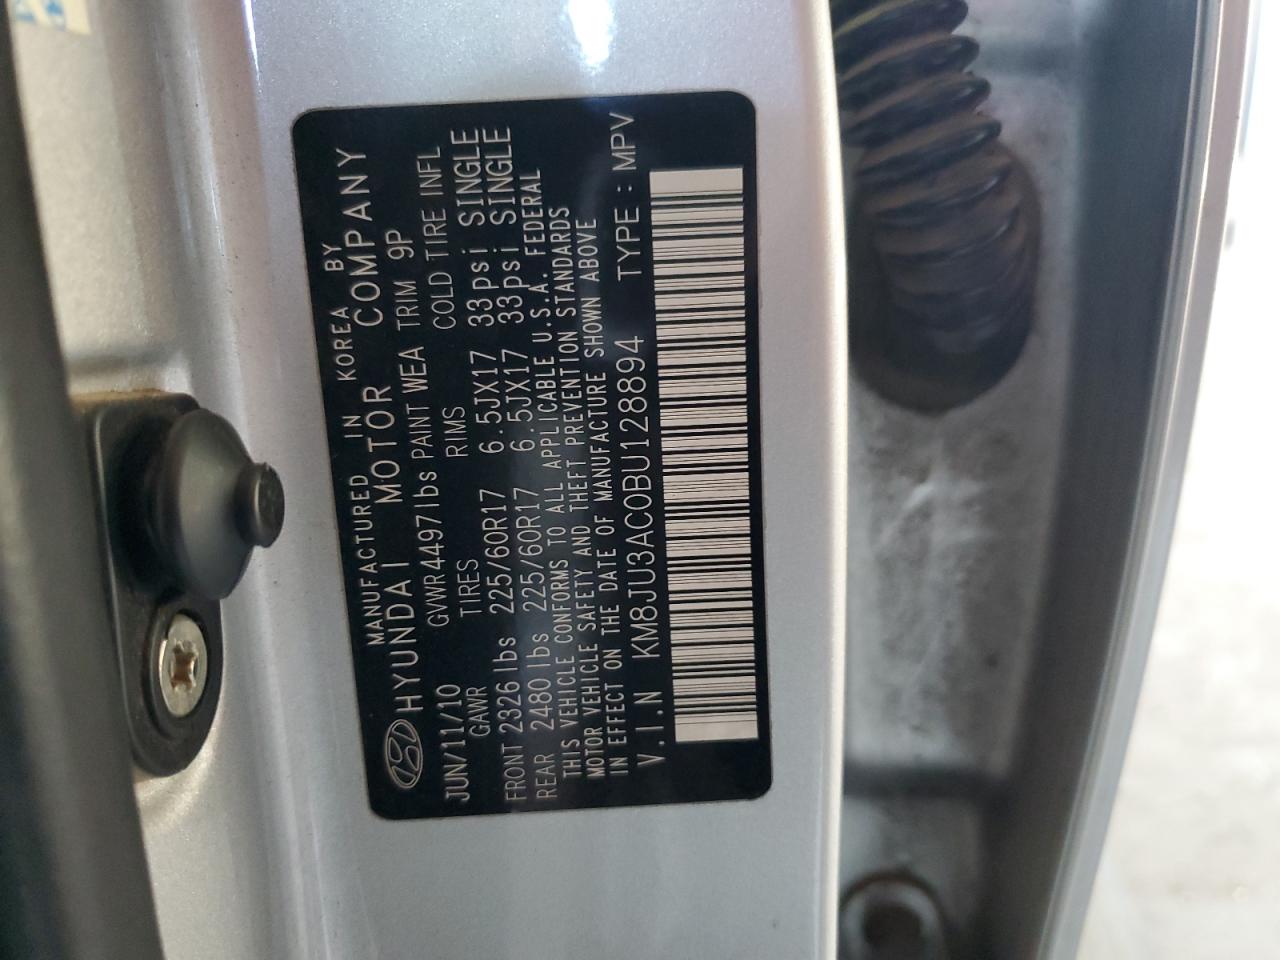 MANUFACTURED IN KOREA BY
HYUNDAI MOTOR COMPANY
GVWR 4497lbs PAINT WEA TRIM 9P
JUN/11/10
GAWR TIRES RIMS COLD TIRE INFL
FRONT 2326 lbs 225/60R17 6.5JX17 33psi SINGLE
REAR 2480 lbs 225/60R17 6.5JX17 33psi SINGLE
THIS VEHICLE CONFORMS TO ALL APPLICABLE U.S.A. FEDERAL
MOTOR VEHICLE SAFETY AND THEFT PREVENTION STANDARDS
IN EFFECT ON THE DATE OF MANUFACTURE SHOWN ABOVE
V.I.N KM8JU3AC0BU128894 TYPE : MPV